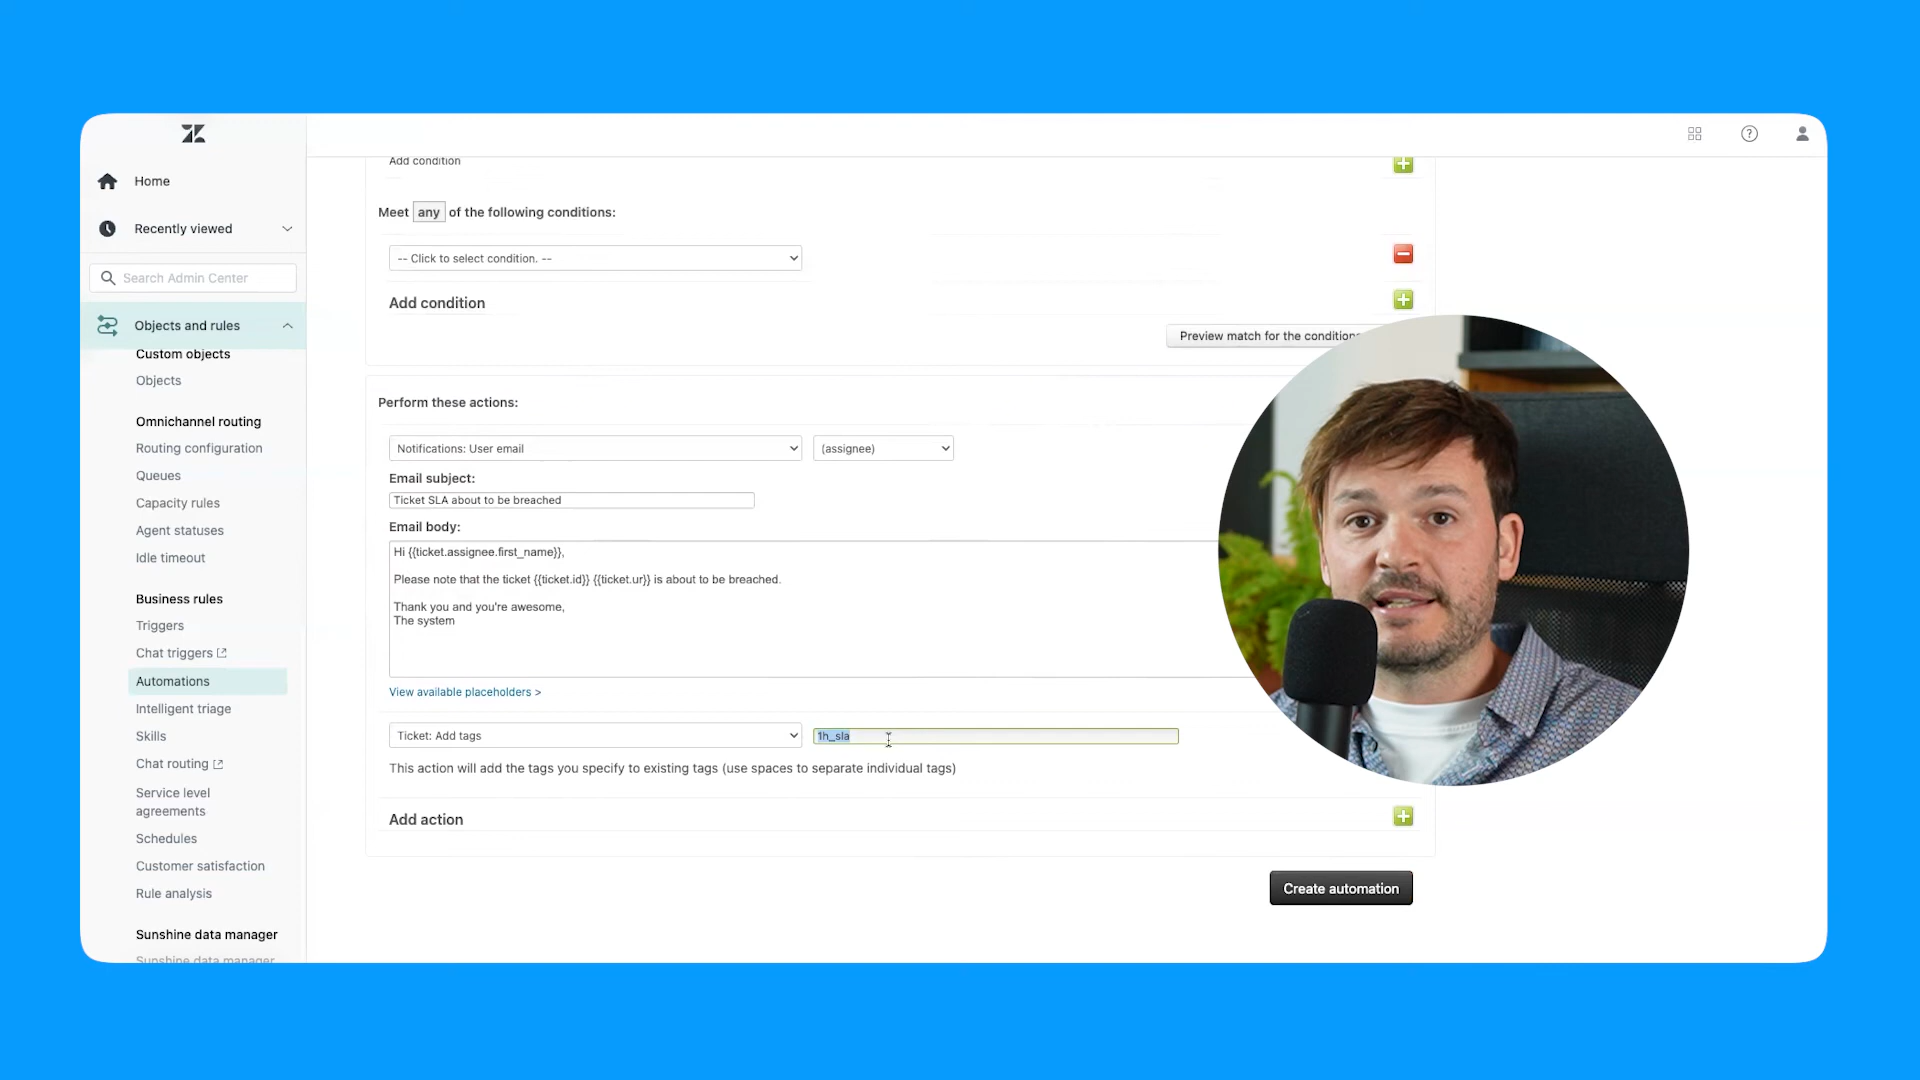 Home
Recently viewed
Search Admin Center
Objects and rules
Custom objects
Objects
Omnichannel routing
Routing configuration
Queues
Capacity rules
Agent statuses
Idle timeout
Business rules
Triggers
Chat triggers
Automations
Intelligent triage
Skills
Chat routing
Service level
agreements
Schedules
Customer satisfaction
Rule analysis
Sunshine data manager
Sunshine data manager
Add condition
Meet any of the following conditions:
-- Click to select condition. --
Add condition
Preview match for the conditions
Perform these actions:
Notifications: User email (assignee)
Email subject:
Ticket SLA about to be breached
Email body:
Hi {{ticket.assignee.first_name}},
Please note that the ticket {{ticket.id}} {{ticket.ur}} is about to be breached.
Thank you and you're awesome,
The system
View available placeholders >
Ticket: Add tags 1h_sla
This action will add the tags you specify to existing tags (use spaces to separate individual tags)
Add action
Create automation